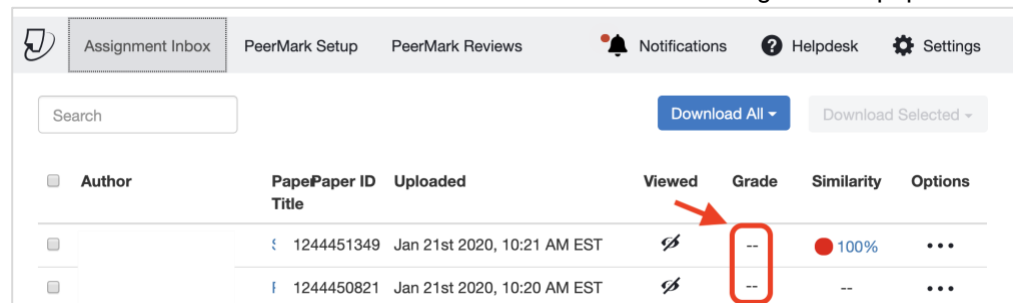 Assignment Inbox PeerMark Setup PeerMark Reviews Notifications ? Helpdesk Settings
Search Download All Download Selected
Author Paper Title Paper ID Uploaded Viewed Grade Similarity Options
1244451349 Jan 21st 2020, 10:21 AM EST -- 100% •••
1244450821 Jan 21st 2020, 10:20 AM EST -- -- •••